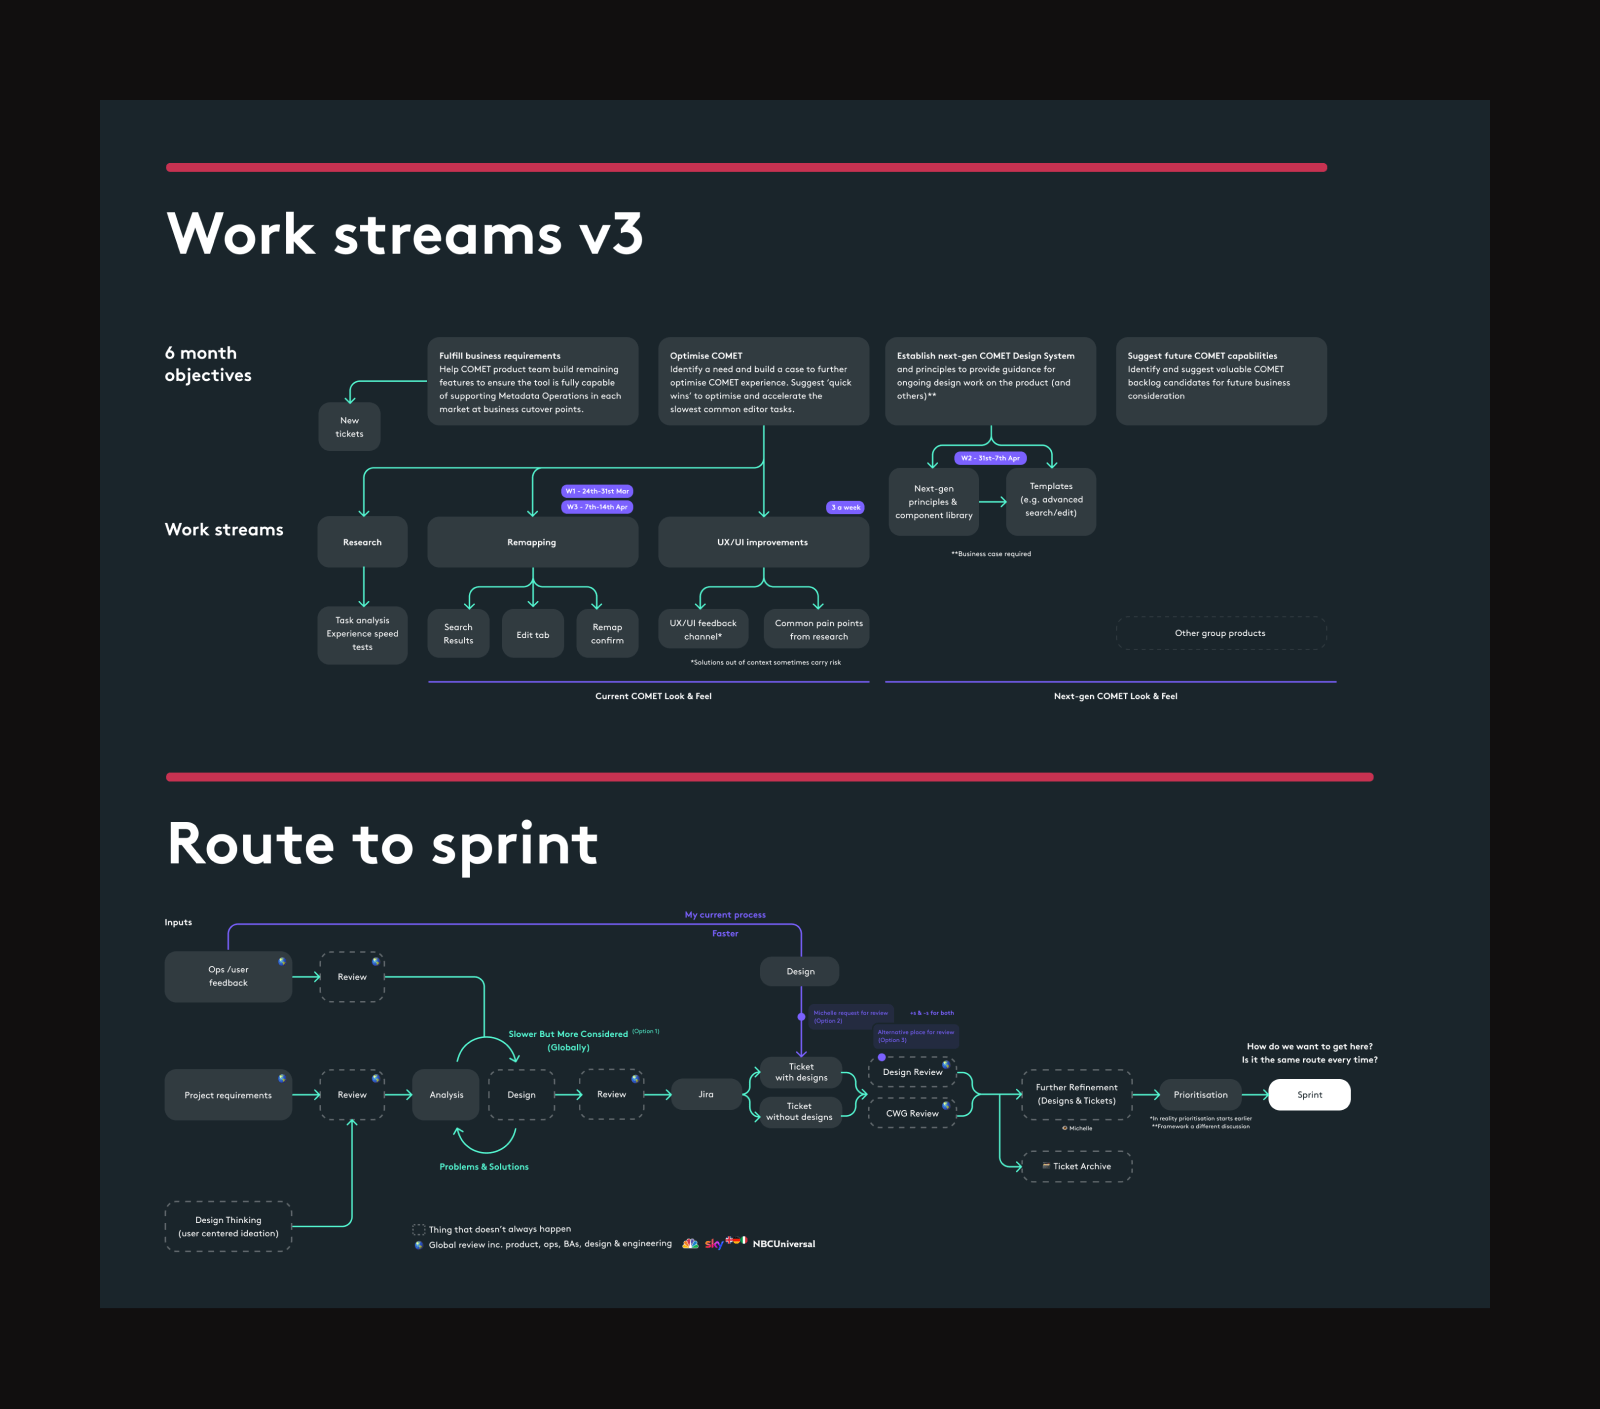 Work streams v3
6 month
objectives
Fulfill business requirements
Help COMET product team build remaining
features to ensure the tool is fully capable
of supporting Metadata Operations in each
market at business cutover points.
Optimise COMET
Identify a need and build a case to further
optimise COMET experience. Suggest ‘quick
wins’ to optimise and accelerate the
slowest common editor tasks.
Establish next-gen COMET Design System
and principles to provide guidance for
ongoing design work on the product (and
others)**
Suggest future COMET capabilities
Identify and suggest valuable COMET
backlog candidates for future business
consideration
New
tickets
W2 - 31st-7th Apr
Next-gen
principles &
component library
Templates
(e.g. advanced
search/edit)
**Business case required
Work streams
W1 - 24th-31st Mar
W3 - 7th-14th Apr
3 a week
Research
Remapping
UX/UI improvements
Task analysis
Experience speed
tests
Search
Results
Edit tab
Remap
confirm
UX/UI feedback
channel*
Common pain points
from research
Other group products
*Solutions out of context sometimes carry risk
Current COMET Look & Feel
Next-gen COMET Look & Feel
Route to sprint
Inputs
My current process
Faster
Ops /user
feedback
Review
Design
Michelle request for review
(Option 2)
+s & -s for both
Alternative place for review
(Option 3)
Slower But More Considered (Option 1)
(Globally)
How do we want to get here?
Is it the same route every time?
Project requirements
Review
Analysis
Design
Review
Jira
Ticket
with designs
Ticket
without designs
Design Review
CWG Review
Further Refinement
(Designs & Tickets)
Michelle
Prioritisation
*In reality prioritisation starts earlier
**Framework a different discussion
Sprint
Problems & Solutions
Ticket Archive
Design Thinking
(user centered ideation)
Thing that doesn’t always happen
Global review inc. product, ops, BAs, design & engineering
sky
NBCUniversal